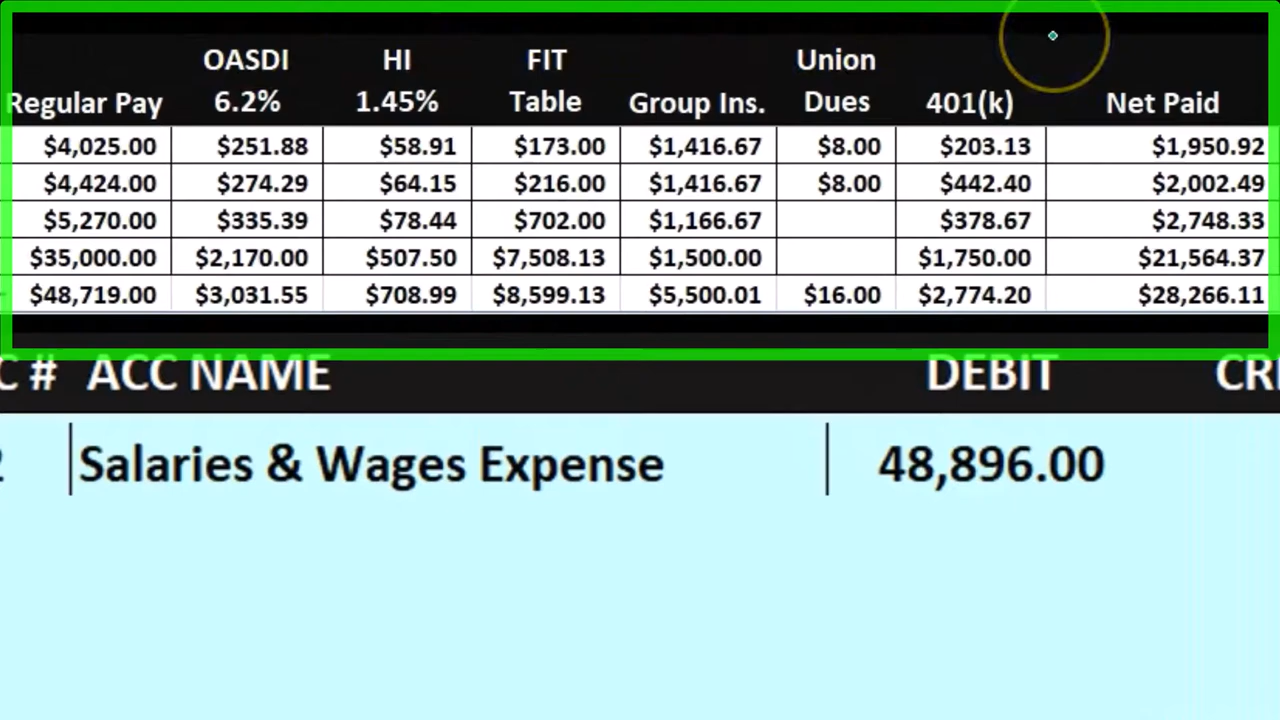 OASDI HI FIT Union
Regular Pay 6.2% 1.45% Table Group Ins. Dues 401(k) Net Paid
$4,025.00 $251.88 $58.91 $173.00 $1,416.67 $8.00 $203.13 $1,950.92
$4,424.00 $274.29 $64.15 $216.00 $1,416.67 $8.00 $442.40 $2,002.49
$5,270.00 $335.39 $78.44 $702.00 $1,166.67 $378.67 $2,748.33
$35,000.00 $2,170.00 $507.50 $7,508.13 $1,500.00 $1,750.00 $21,564.37
$48,719.00 $3,031.55 $708.99 $8,599.13 $5,500.01 $16.00 $2,774.20 $28,266.11
C # ACC NAME DEBIT CR
Salaries & Wages Expense 48,896.00